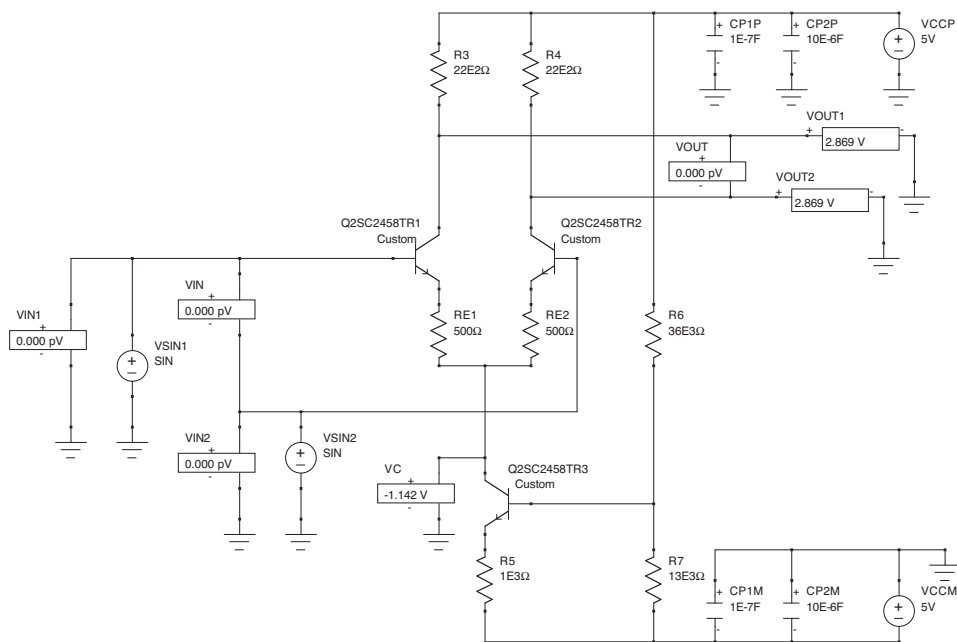 R3
22E2Ω
R4
22E2Ω
+ CP1P
1E-7F
-
+ CP2P
10E-6F
-
VCCP
5V
+
-
VOUT1
+ 2.869 V -
VOUT
+
0.000 pV
-
VOUT2
+ 2.869 V -
Q2SC2458TR1
Custom
Q2SC2458TR2
Custom
VIN
+
0.000 pV
-
VIN1
+
0.000 pV
-
RE1
500Ω
RE2
500Ω
R6
36E3Ω
VSIN1
SIN
+
-
VIN2
+
0.000 pV
-
VSIN2
SIN
+
-
VC
+
-1.142 V
-
Q2SC2458TR3
Custom
R5
1E3Ω
R7
13E3Ω
+ CP1M
1E-7F
-
+ CP2M
10E-6F
-
VCCM
5V
+
-